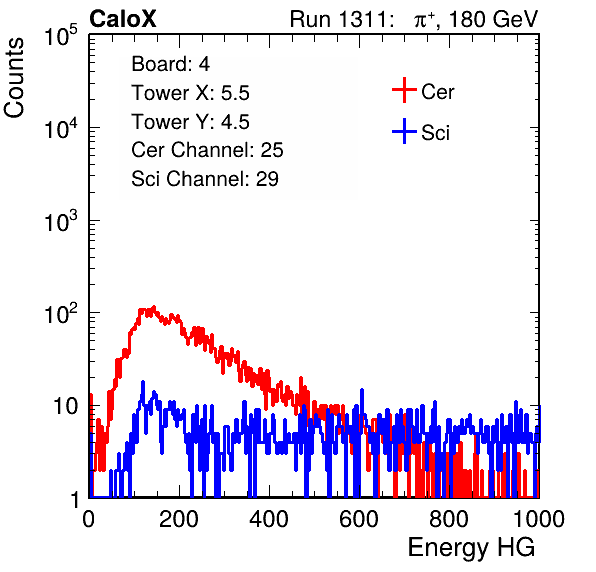 CaloX Run 1311: π⁺, 180 GeV
Counts
10⁵
10⁴
10³
10²
10
1
Board: 4
Tower X: 5.5
Tower Y: 4.5
Cer Channel: 25
Sci Channel: 29
Cer
Sci
0 200 400 600 800 1000
Energy HG